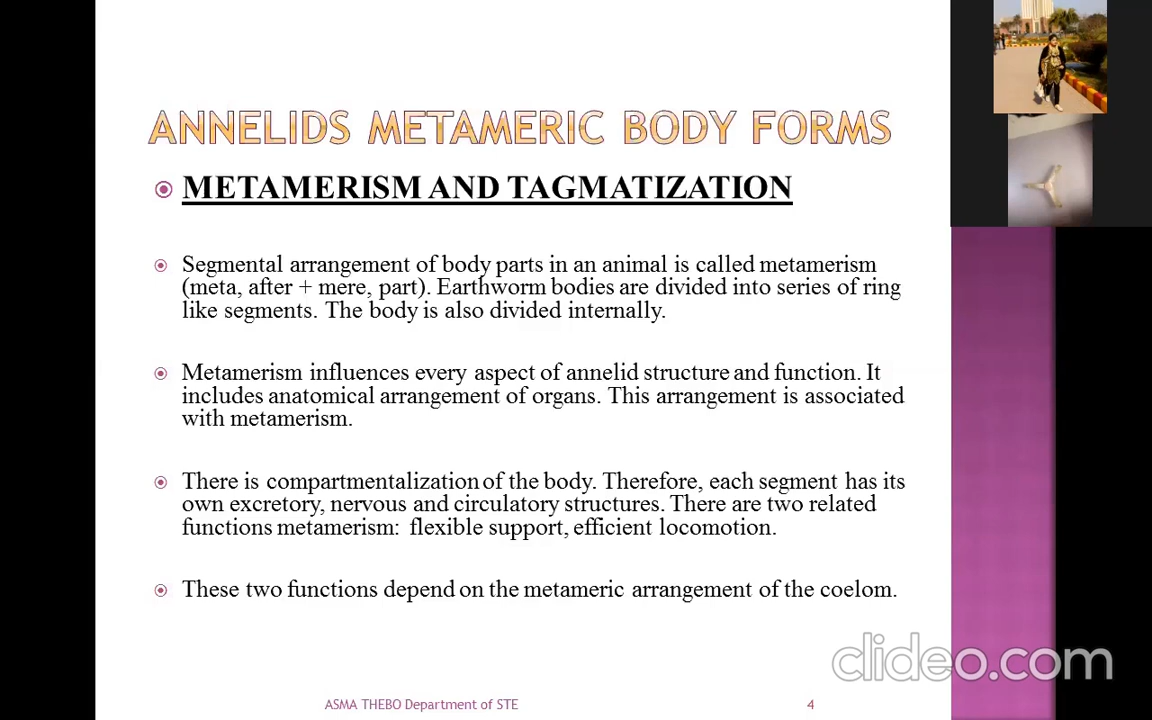 ANNELIDS METAMERIC BODY FORMS
METAMERISM AND TAGMATIZATION
Segmental arrangement of body parts in an animal is called metamerism
(meta, after + mere, part). Earthworm bodies are divided into series of ring
like segments. The body is also divided internally.
Metamerism influences every aspect of annelid structure and function. It
includes anatomical arrangement of organs. This arrangement is associated
with metamerism.
There is compartmentalization of the body. Therefore, each segment has its
own excretory, nervous and circulatory structures. There are two related
functions metamerism: flexible support, efficient locomotion.
These two functions depend on the metameric arrangement of the coelom.
clideo.com
ASMA THEBO Department of STE 4